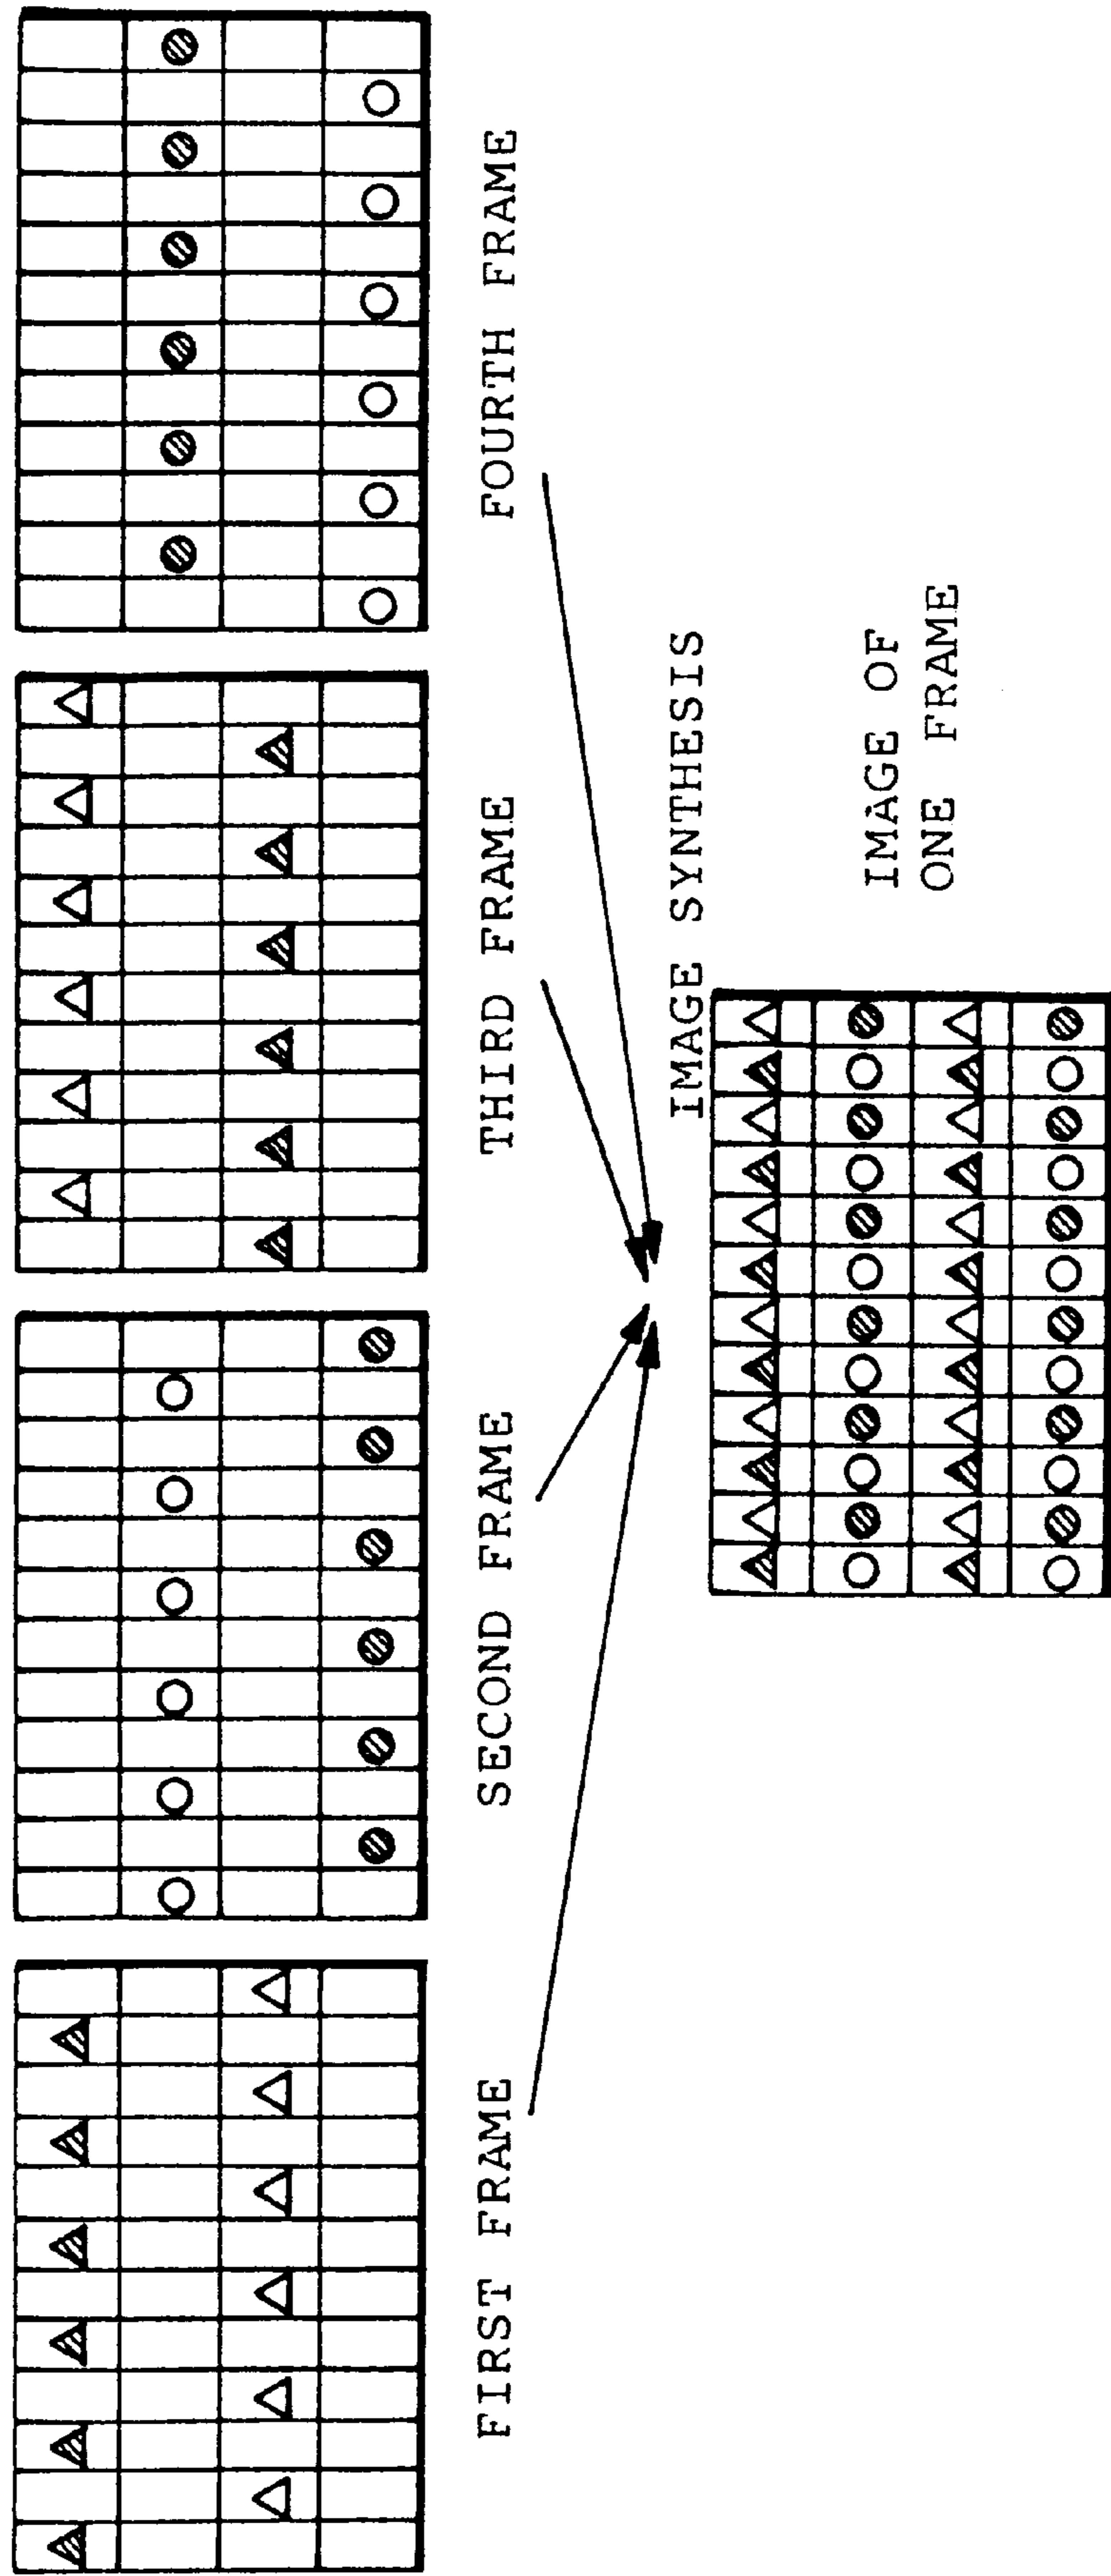 FIRST FRAME
SECOND FRAME
THIRD FRAME
FOURTH FRAME
IMAGE SYNTHESIS
IMAGE OF
ONE FRAME